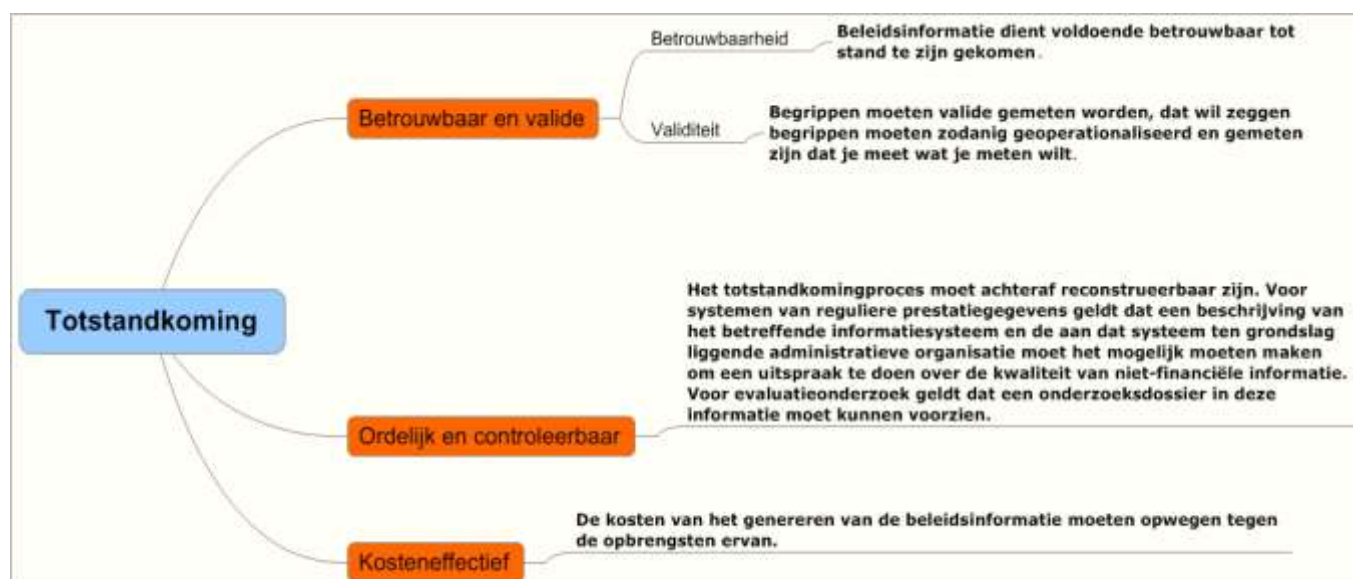 Betrouwbaarheid
Beleidsinformatie dient voldoende betrouwbaar tot
stand te zijn gekomen.
Betrouwbaar en valide
Validiteit
Begrippen moeten valide gemeten worden, dat wil zeggen
begrippen moeten zodanig geoperationaliseerd en gemeten
zijn dat je meet wat je meten wilt.
Totstandkoming
Het totstandkomingproces moet achteraf reconstrueerbaar zijn. Voor
systemen van reguliere prestatiegegevens geldt dat een beschrijving van
het betreffende informatiesysteem en de aan dat systeem ten grondslag
liggende administratieve organisatie moet het mogelijk moeten maken
om een uitspraak te doen over de kwaliteit van niet-financiële informatie.
Voor evaluatieonderzoek geldt dat een onderzoeksdossier in deze
informatie moet kunnen voorzien.
Ordelijk en controleerbaar
De kosten van het genereren van de beleidsinformatie moeten opwegen tegen
de opbrengsten ervan.
Kosteneffectief